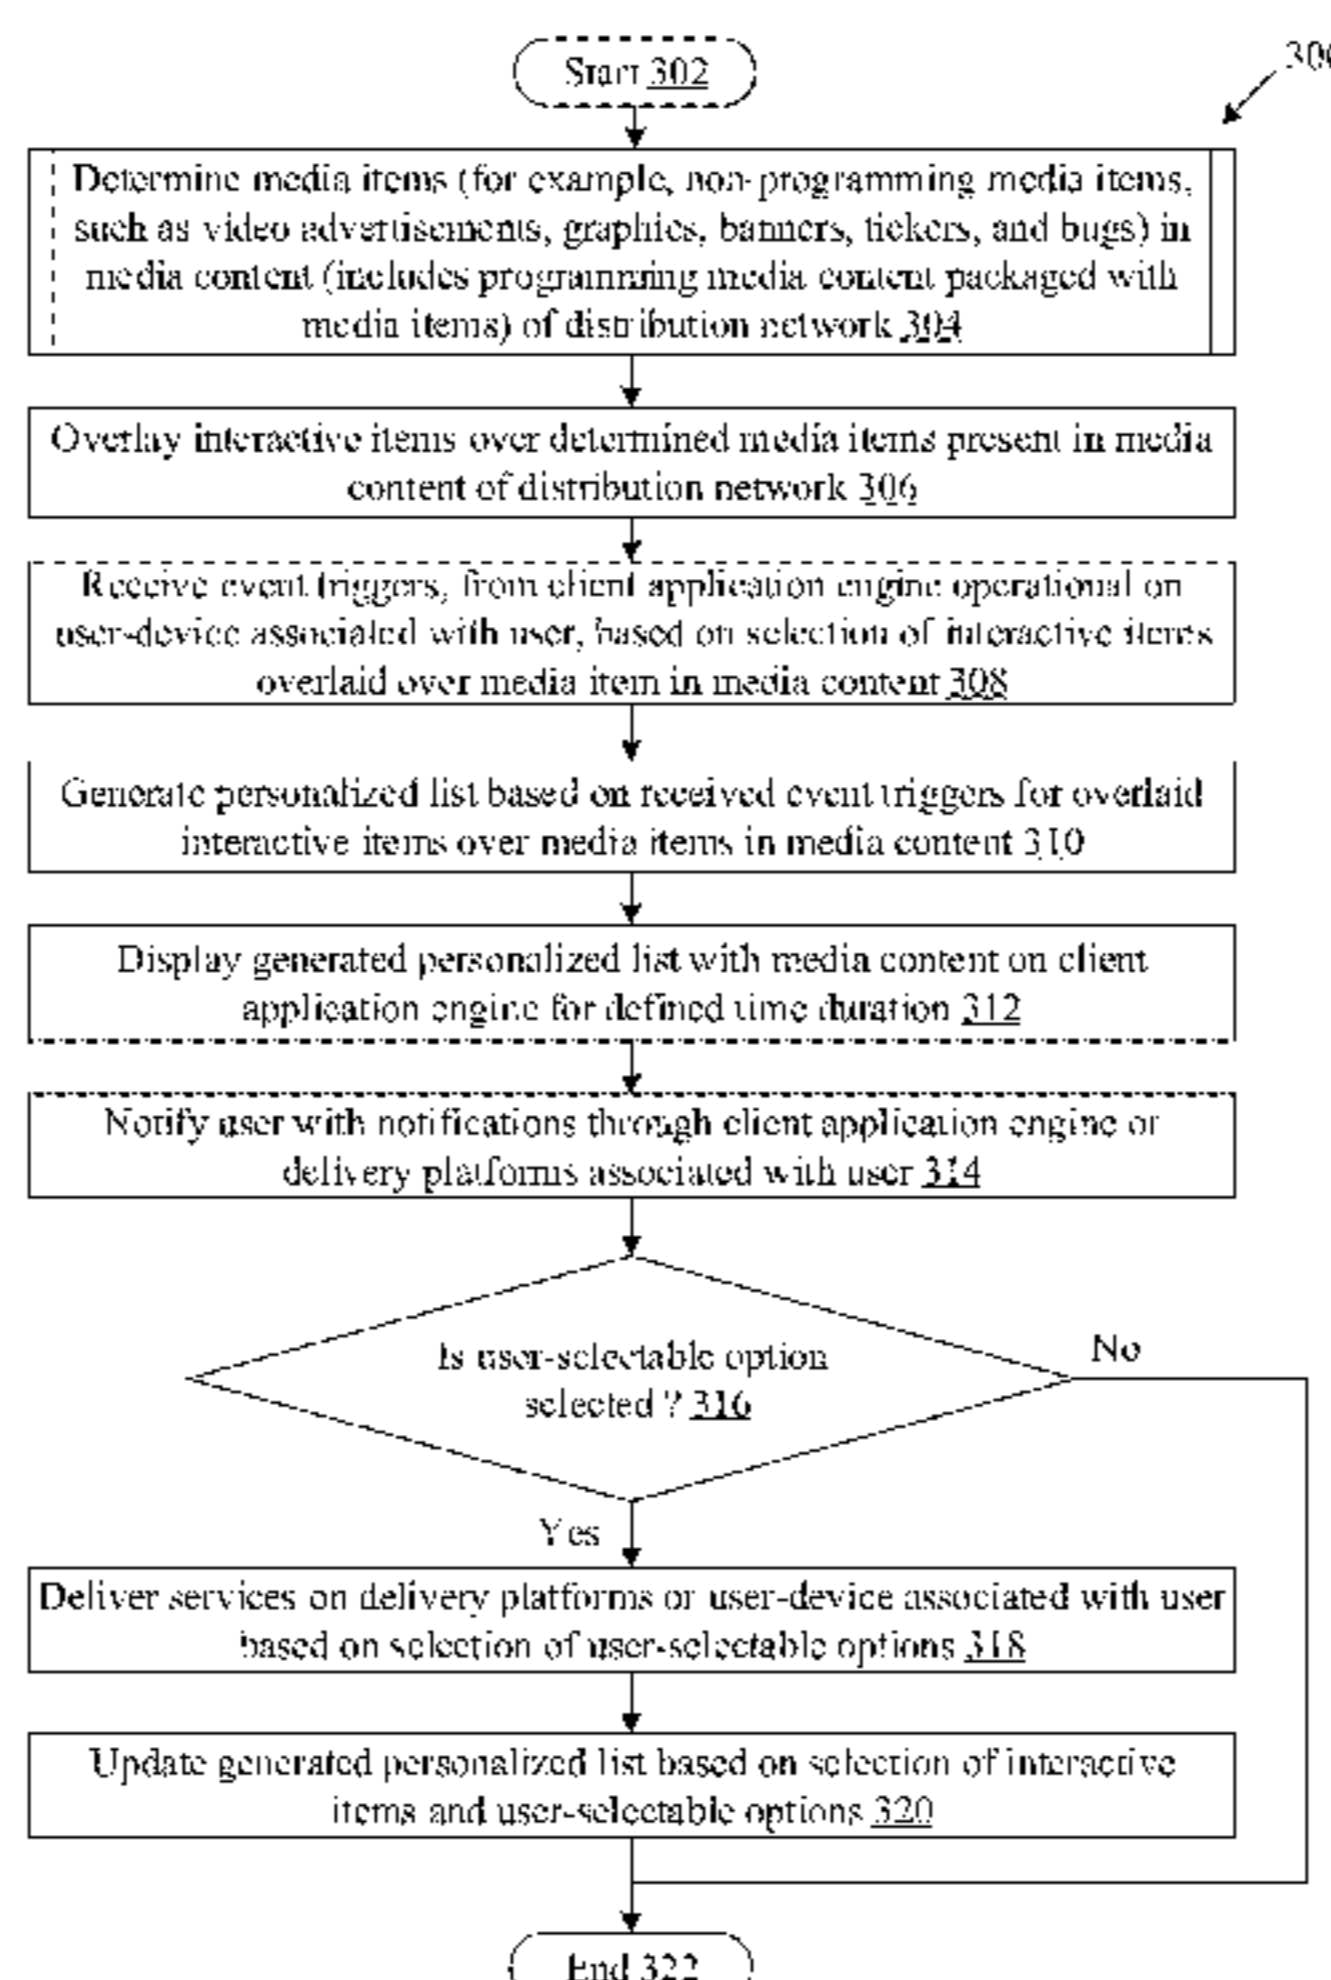 Start 302
300
Determine media items (for example, non-programming media items,
such as video advertisements, graphics, banners, tickers, and bugs) in
media content (includes programming media content packaged with
media items) of distribution network 304
Overlay interactive items over determined media items present in media
content of distribution network 306
Receive event triggers, from client application engine operational on
user-device associated with user, based on selection of interactive items
overlaid over media item in media content 308
Generate personalized list based on received event triggers for overlaid
interactive items over media items in media content 310
Display generated personalized list with media content on client
application engine for defined time duration 312
Notify user with notifications through client application engine or
delivery platforms associated with user 314
Is user-selectable option
selected ? 316
No
Yes
Deliver services on delivery platforms or user-device associated with user
based on selection of user-selectable options 318
Update generated personalized list based on selection of interactive
items and user-selectable options 320
End 322